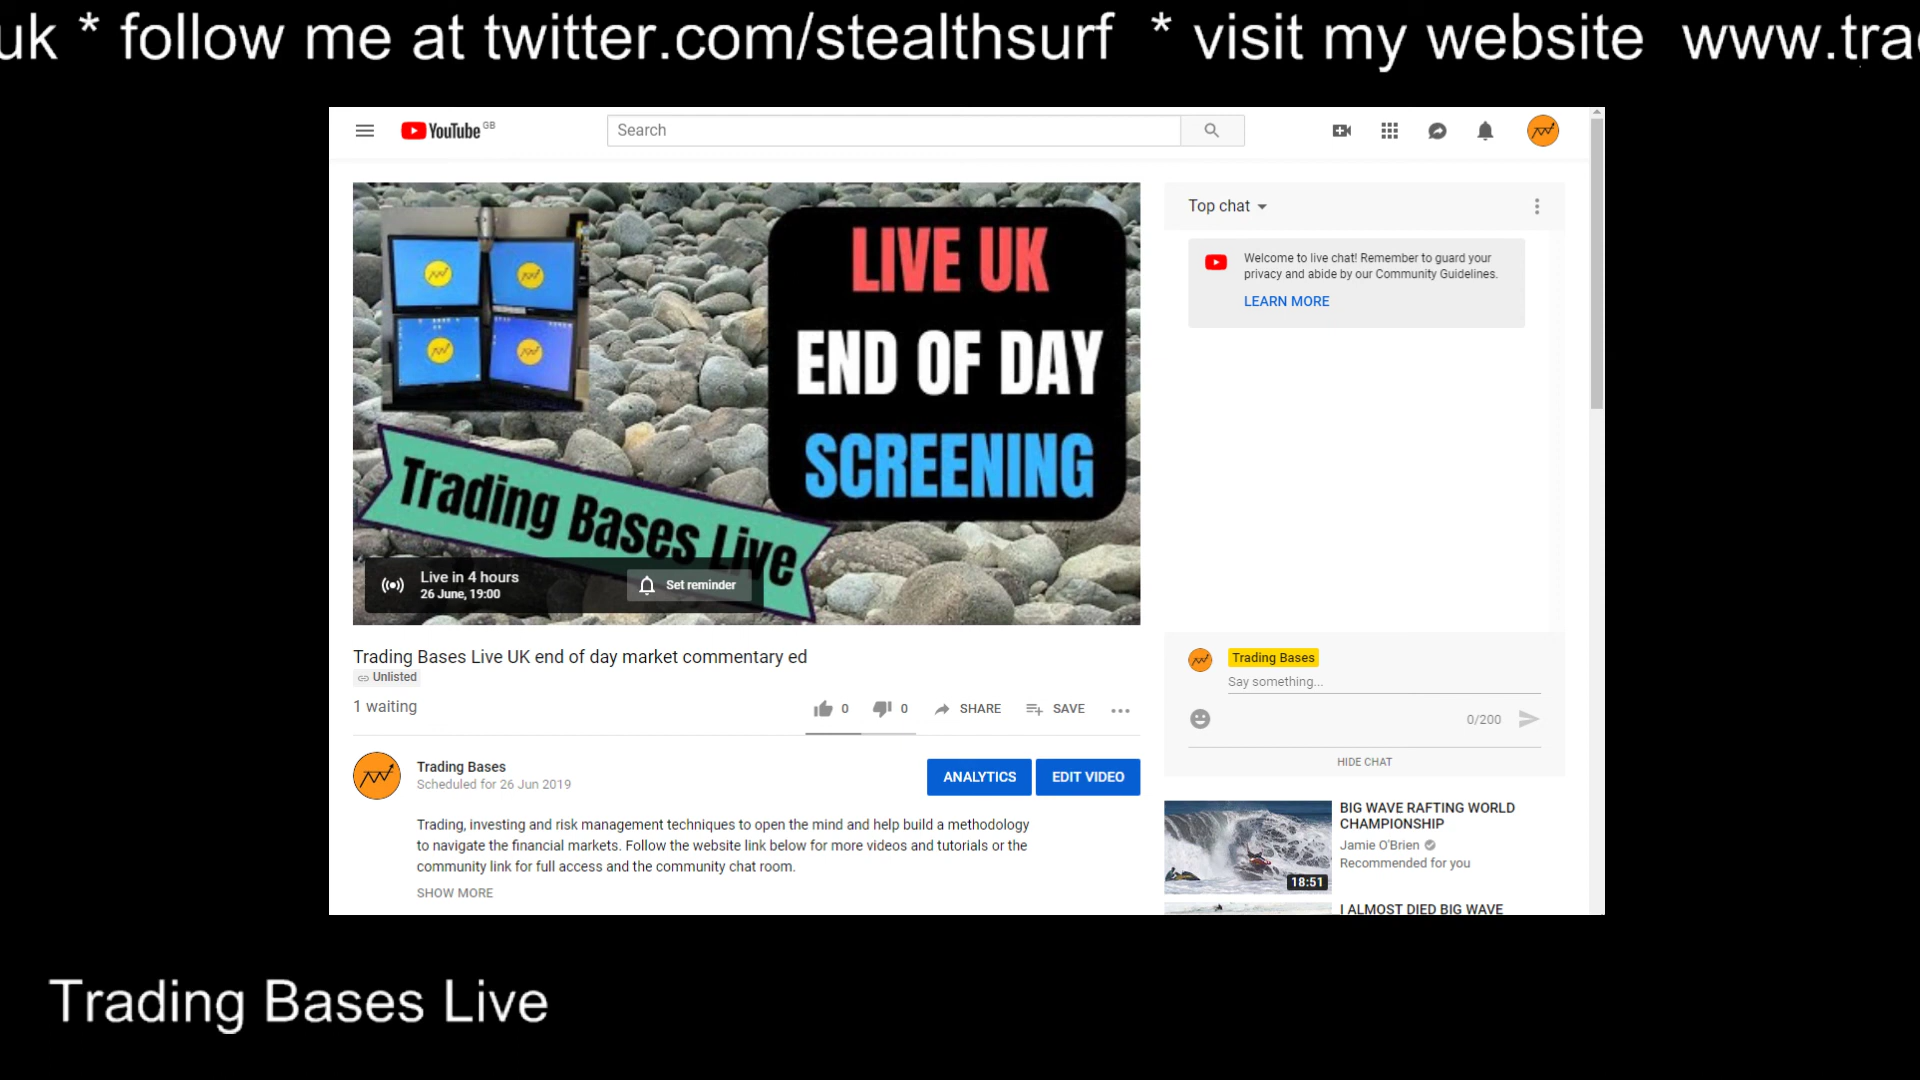 uk * follow me at twitter.com/stealthsurf * visit my website www.tra
YouTube GB
Search
LIVE UK
END OF DAY
SCREENING
Trading Bases Live
Live in 4 hours
26 June, 19:00
Set reminder
Top chat
Welcome to live chat! Remember to guard your
privacy and abide by our Community Guidelines.
LEARN MORE
Trading Bases Live UK end of day market commentary ed
Unlisted
1 waiting
0 0 SHARE SAVE
Trading Bases
Scheduled for 26 Jun 2019
ANALYTICS EDIT VIDEO
Trading, investing and risk management techniques to open the mind and help build a methodology
to navigate the financial markets. Follow the website link below for more videos and tutorials or the
community link for full access and the community chat room.
SHOW MORE
Trading Bases
Say something...
0/200
HIDE CHAT
18:51
BIG WAVE RAFTING WORLD
CHAMPIONSHIP
Jamie O'Brien
Recommended for you
I ALMOST DIED BIG WAVE
Trading Bases Live